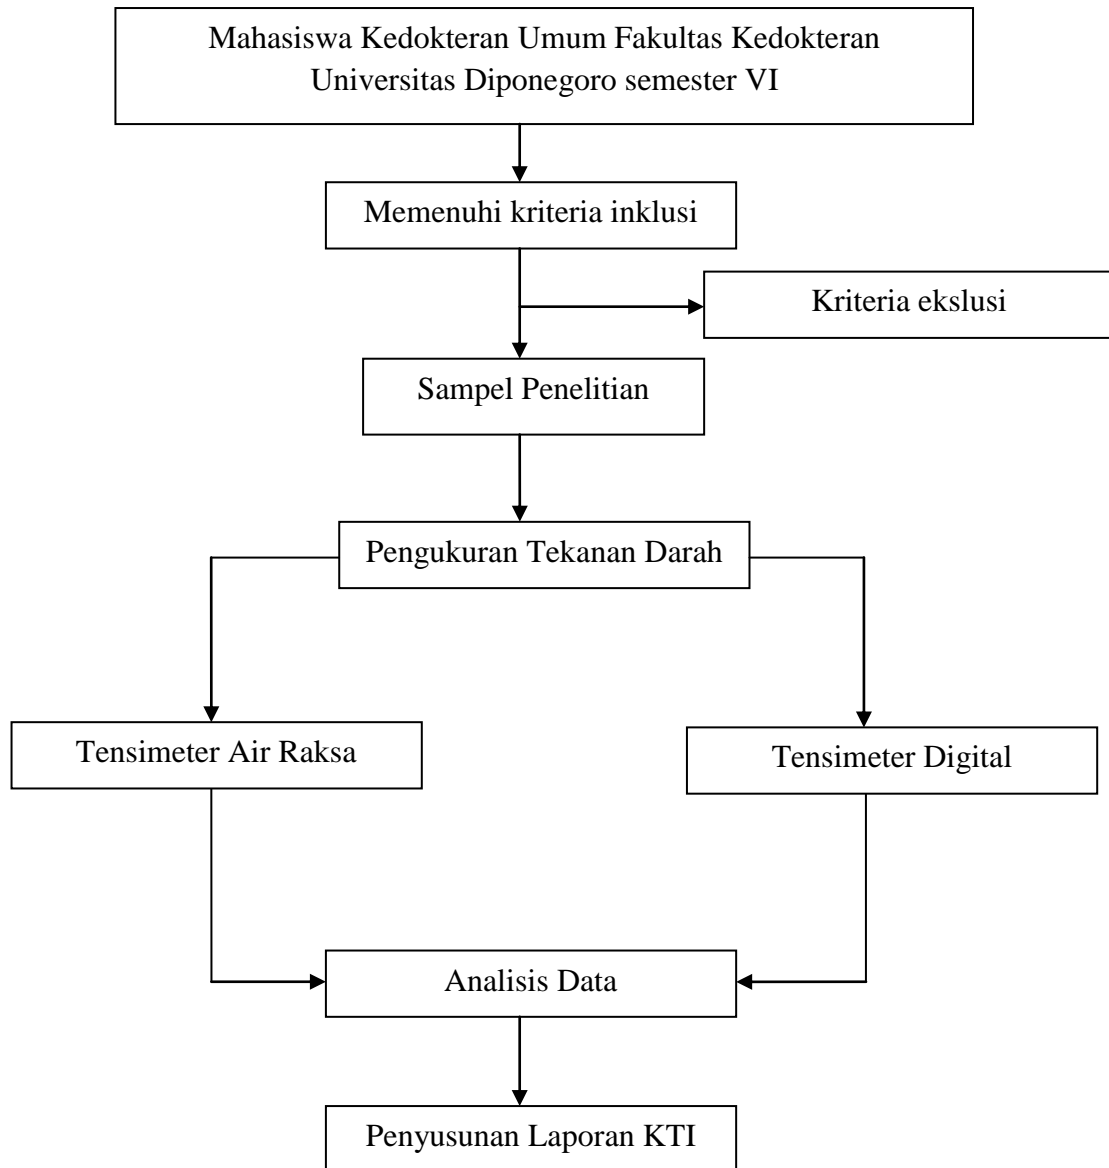 Mahasiswa Kedokteran Umum Fakultas Kedokteran
Universitas Diponegoro semester VI
Memenuhi kriteria inklusi
Kriteria ekslusi
Sampel Penelitian
Pengukuran Tekanan Darah
Tensimeter Air Raksa
Tensimeter Digital
Analisis Data
Penyusunan Laporan KTI